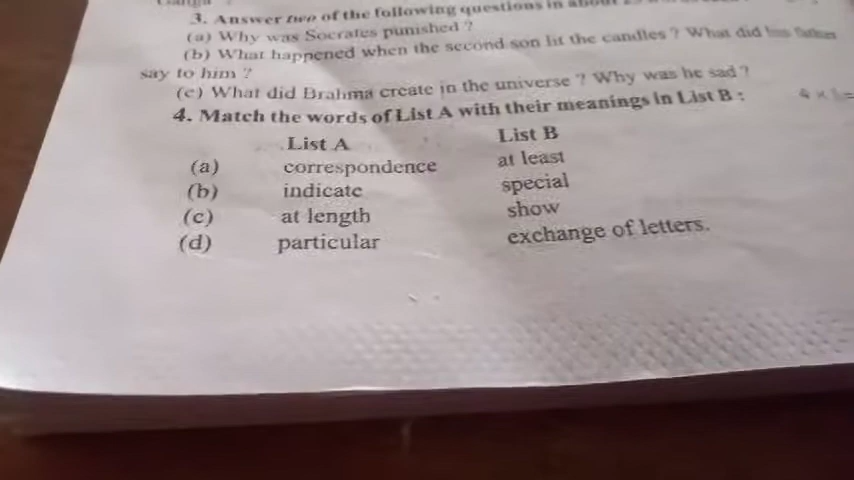 3. Answer two of the following questions in about
(a) Why was Socrates punished ?
(b) What happened when the second son lit the candles ? What did his father
say to him ?
(c) What did Brahma create in the universe ? Why was he sad ?
4. Match the words of List A with their meanings in List B : 4 ×
List A List B
(a) correspondence at least
(b) indicate special
(c) at length show
(d) particular exchange of letters.